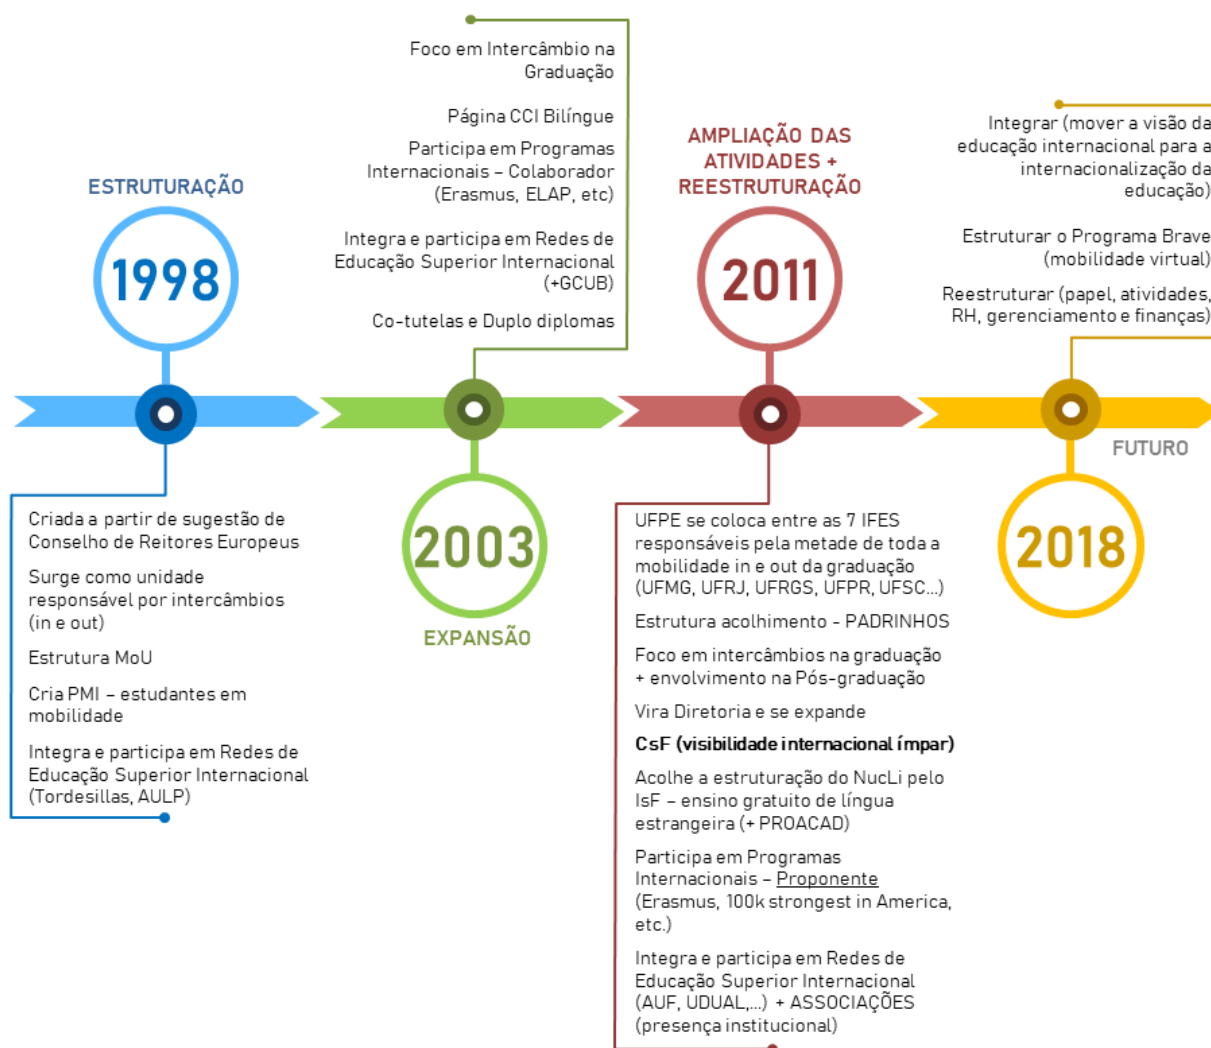 ESTRUTURAÇÃO
1998
Criada a partir de sugestão de
Conselho de Reitores Europeus
Surge como unidade
responsável por intercâmbios
(in e out)
Estrutura MoU
Cria PMI – estudantes em
mobilidade
Integra e participa em Redes de
Educação Superior Internacional
(Tordesillas, AULP)
Foco em Intercâmbio na
Graduação
Página CCI Bilíngue
Participa em Programas
Internacionais – Colaborador
(Erasmus, ELAP, etc)
Integra e participa em Redes de
Educação Superior Internacional
(+GCUB)
Co-tutelas e Duplo diplomas
2003
EXPANSÃO
AMPLIAÇÃO DAS
ATIVIDADES +
REESTRUTURAÇÃO
2011
UFPE se coloca entre as 7 IFES
responsáveis pela metade de toda a
mobilidade in e out da graduação
(UFMG, UFRJ, UFRGS, UFPR, UFSC...)
Estrutura acolhimento - PADRINHOS
Foco em intercâmbios na graduação
+ envolvimento na Pós-graduação
Vira Diretoria e se expande
CsF (visibilidade internacional ímpar)
Acolhe a estruturação do NucLi pelo
IsF – ensino gratuito de língua
estrangeira (+ PROACAD)
Participa em Programas
Internacionais – Proponente
(Erasmus, 100k strongest in America,
etc.)
Integra e participa em Redes de
Educação Superior Internacional
(AUF, UDUAL,...) + ASSOCIAÇÕES
(presença institucional)
Integrar (mover a visão da
educação internacional para a
internacionalização da
educação)
Estruturar o Programa Brave
(mobilidade virtual)
Reestruturar (papel, atividades,
RH, gerenciamento e finanças)
FUTURO
2018